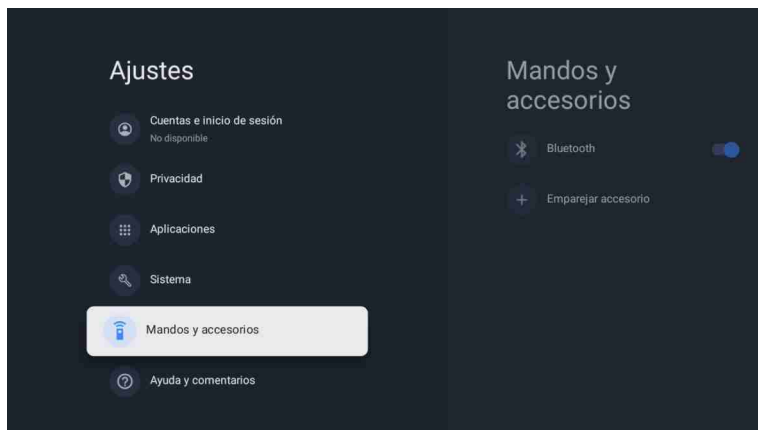 Ajustes
Cuentas e inicio de sesión
No disponible
Privacidad
Aplicaciones
Sistema
Mandos y accesorios
Ayuda y comentarios
Mandos y
accesorios
Bluetooth
Emparejar accesorio